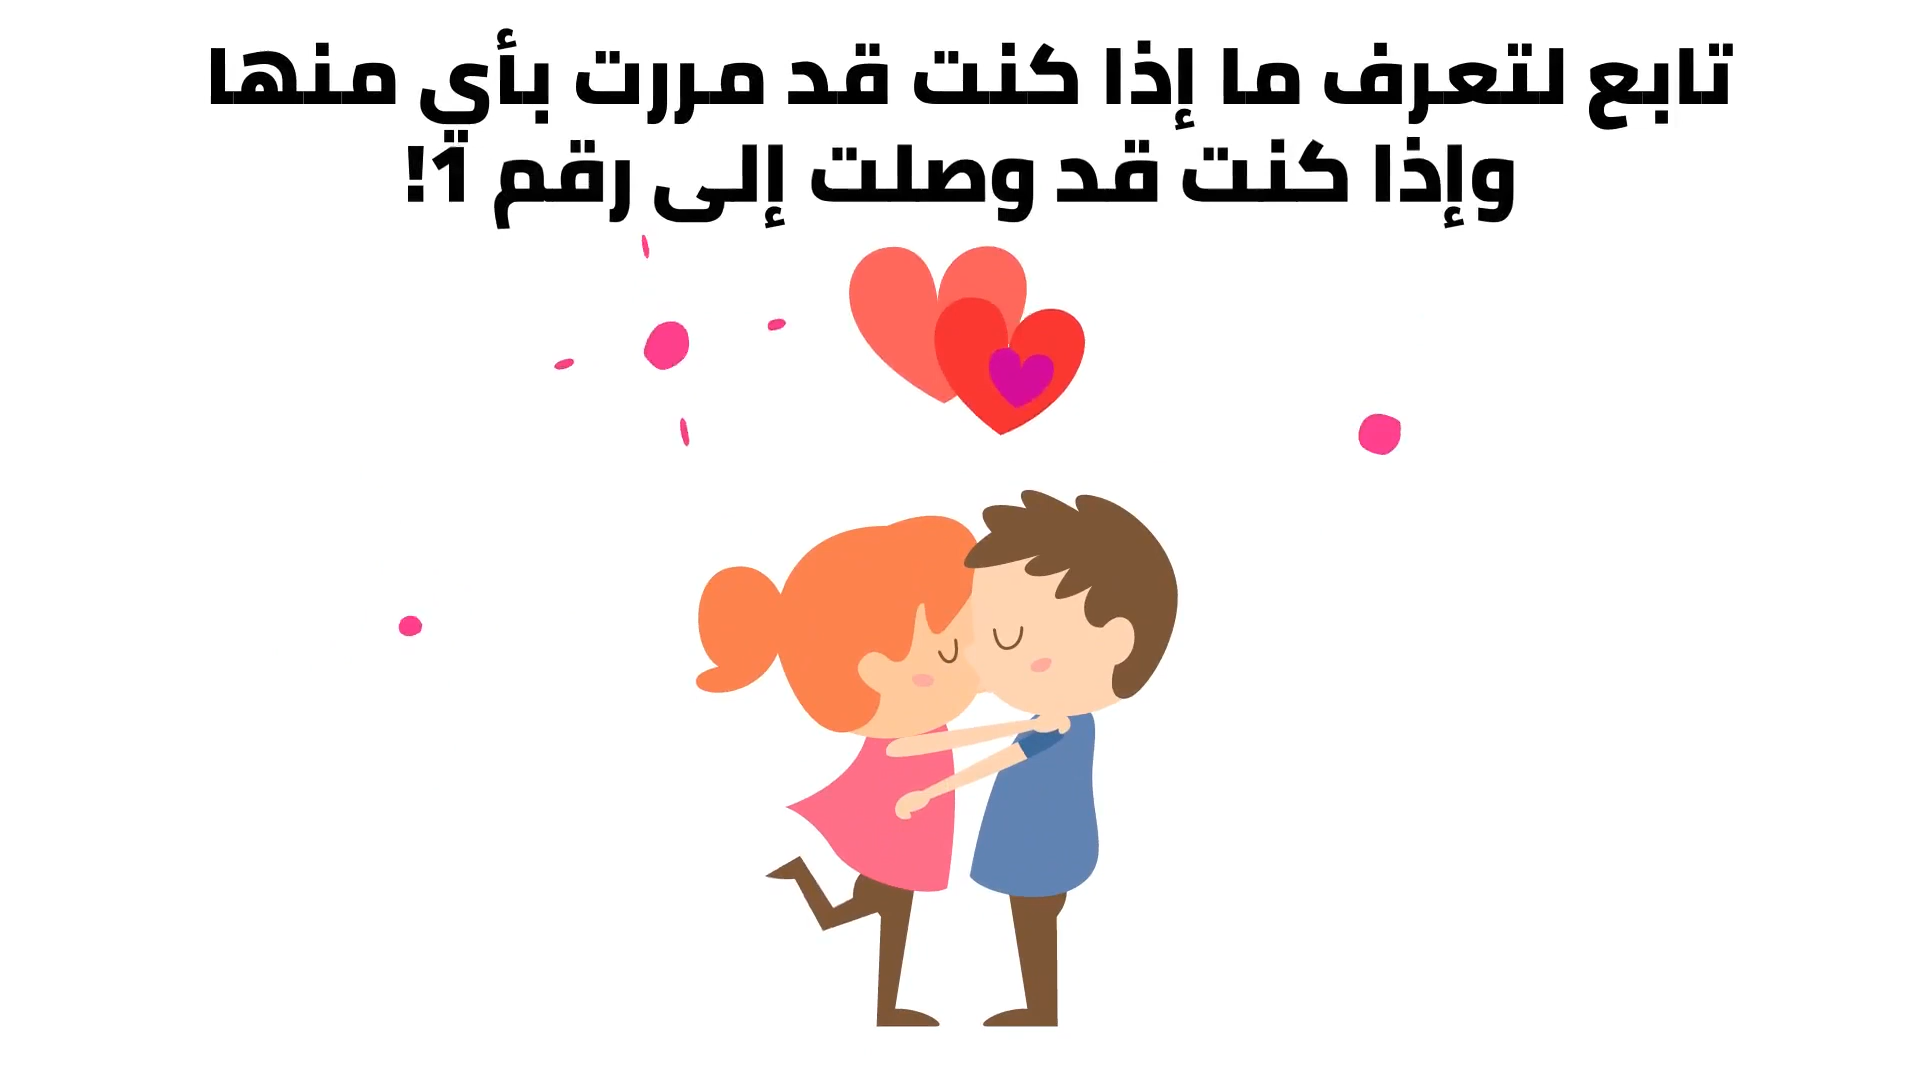 تابع لتعرف ما إذا كنت قد مررت بأي منها
وإذا كنت قد وصلت إلى رقم 1!